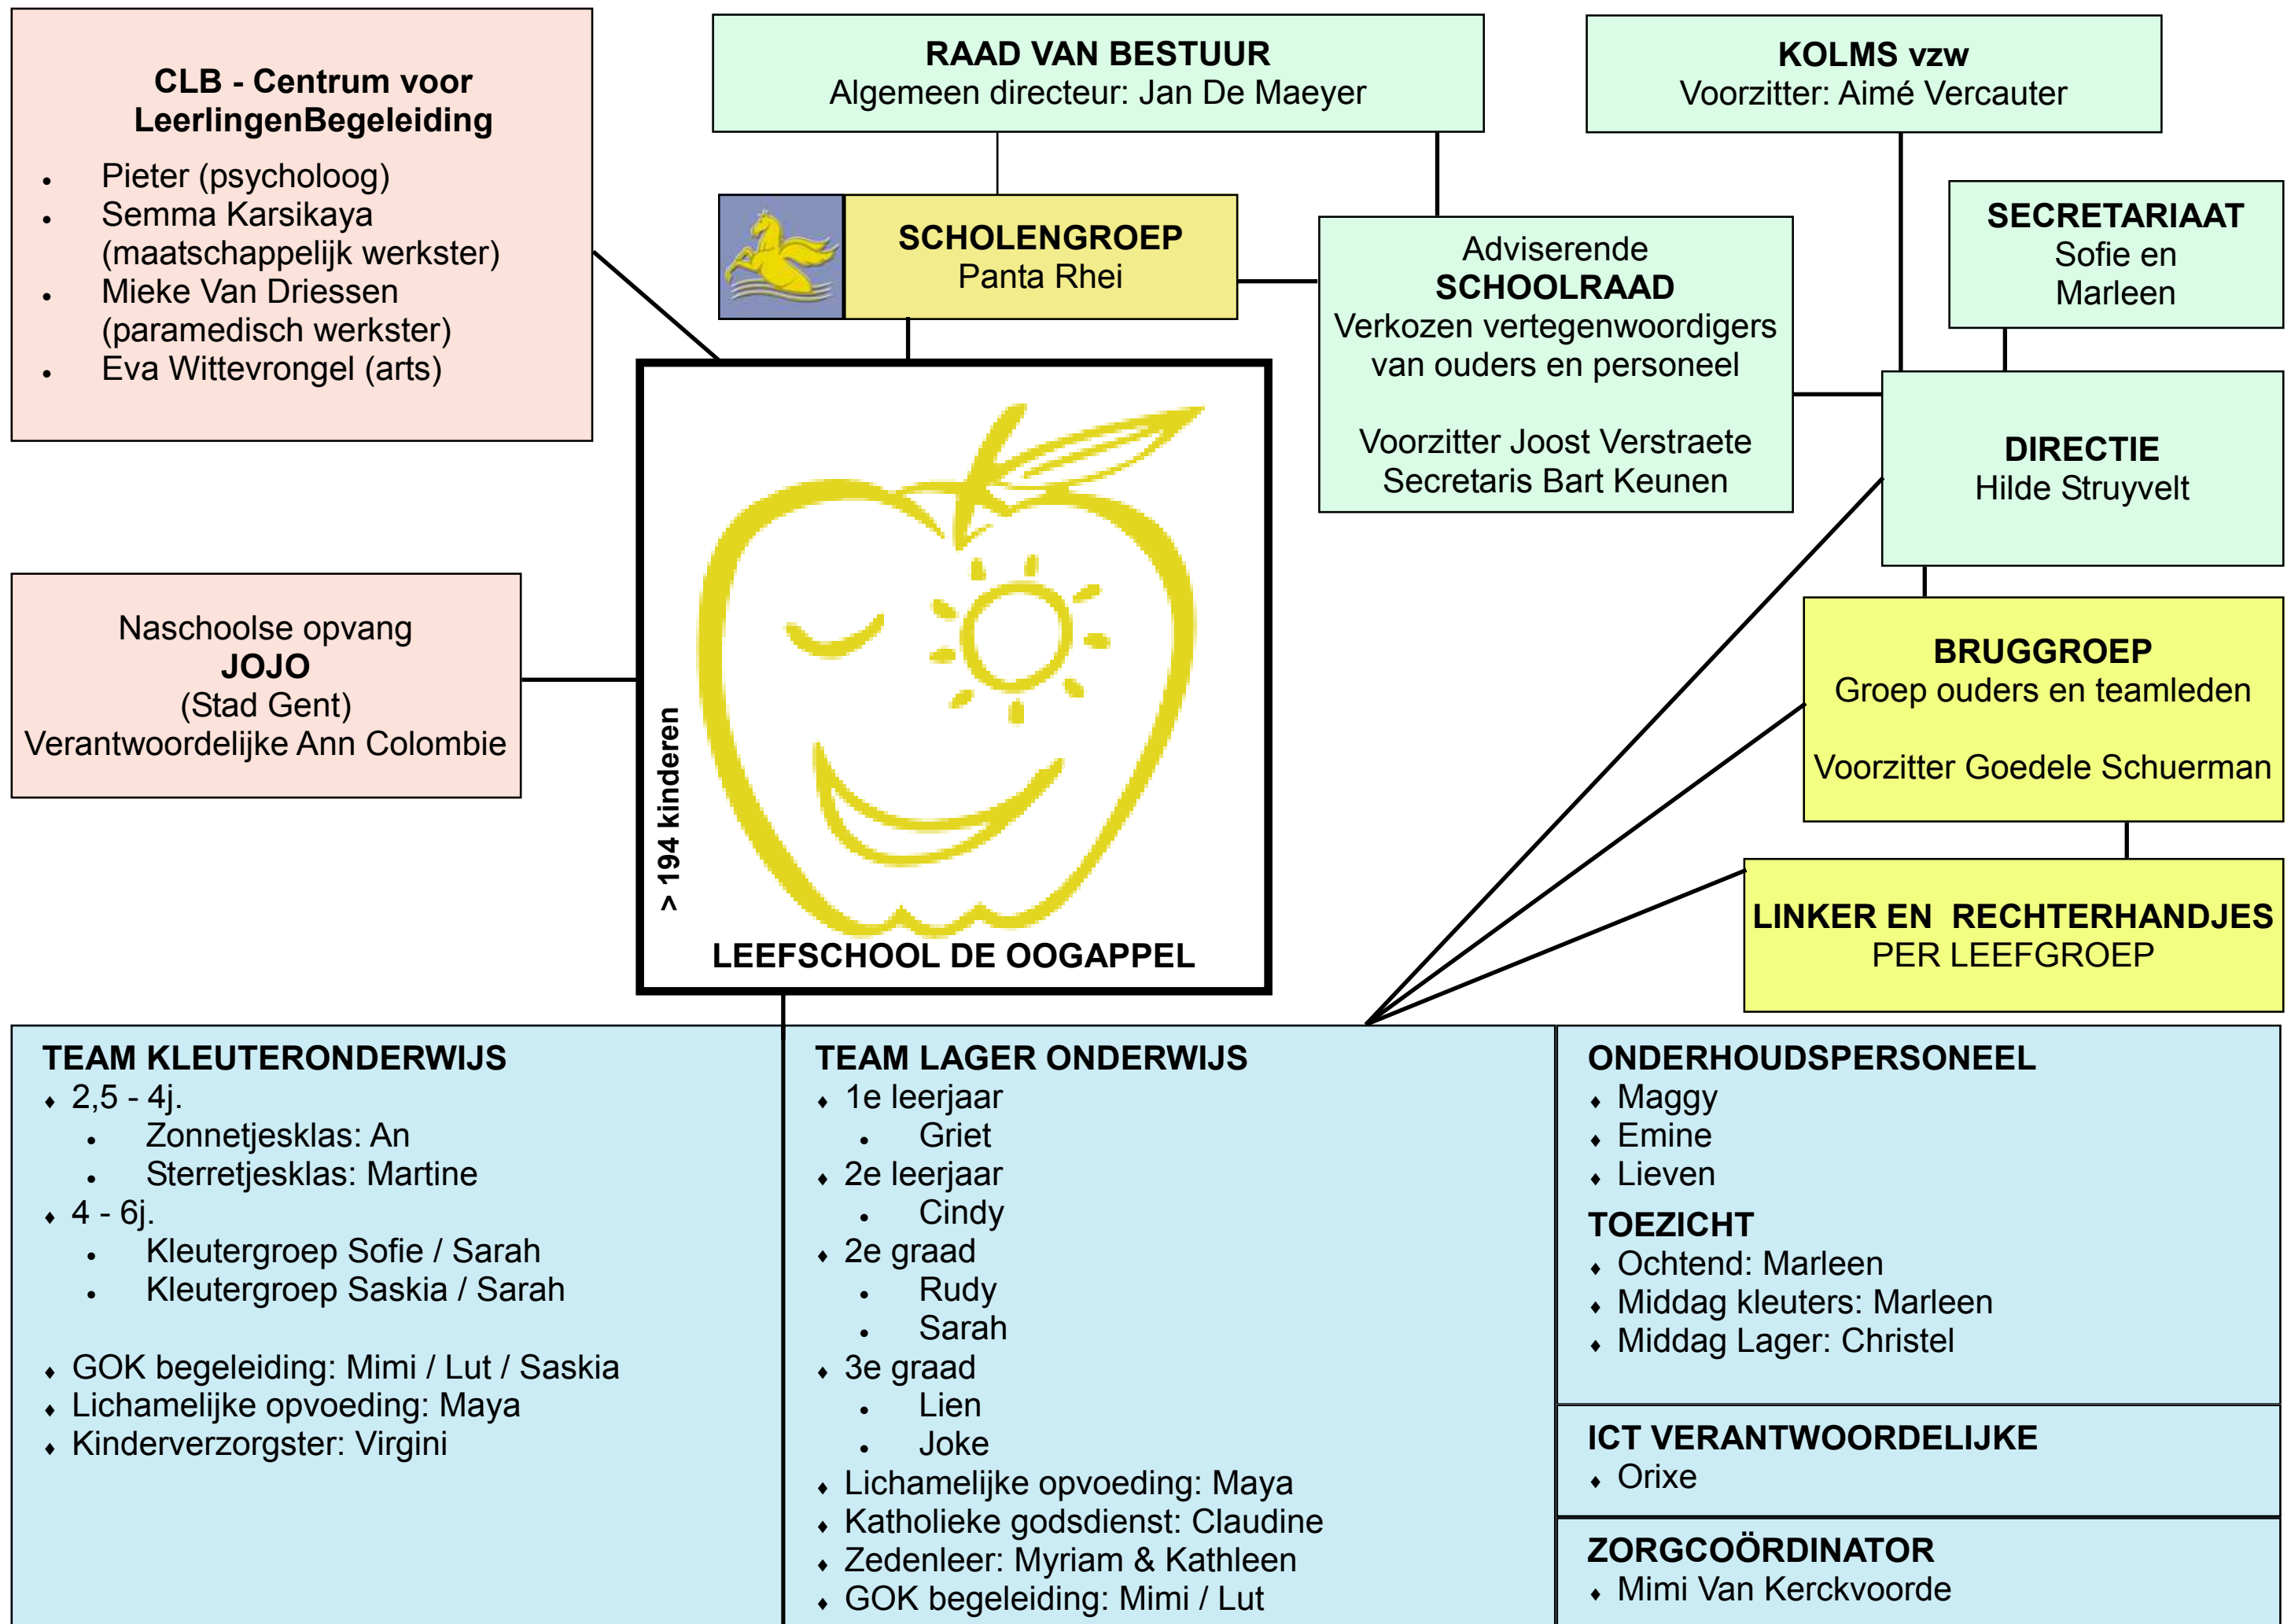 CLB - Centrum voor
LeerlingenBegeleiding
• Pieter (psycholoog)
• Semma Karsikaya
(maatschappelijk werkster)
• Mieke Van Driessen
(paramedisch werkster)
• Eva Wittevrongel (arts)
RAAD VAN BESTUUR
Algemeen directeur: Jan De Maeyer
KOLMS vzw
Voorzitter: Aimé Vercauter
SCHOLENGROEP
Panta Rhei
Adviserende
SCHOOLRAAD
Verkozen vertegenwoordigers
van ouders en personeel
Voorzitter Joost Verstraete
Secretaris Bart Keunen
SECRETARIAAT
Sofie en
Marleen
DIRECTIE
Hilde Struyvelt
Naschoolse opvang
JOJO
(Stad Gent)
Verantwoordelijke Ann Colombie
> 194 kinderen
LEEFSCHOOL DE OOGAPPEL
BRUGGROEP
Groep ouders en teamleden
Voorzitter Goedele Schuerman
LINKER EN RECHTERHANDJES
PER LEEFGROEP
TEAM KLEUTERONDERWIJS
♦ 2,5 - 4j.
• Zonnetjesklas: An
• Sterretjesklas: Martine
♦ 4 - 6j.
• Kleutergroep Sofie / Sarah
• Kleutergroep Saskia / Sarah
♦ GOK begeleiding: Mimi / Lut / Saskia
♦ Lichamelijke opvoeding: Maya
♦ Kinderverzorgster: Virgini
TEAM LAGER ONDERWIJS
♦ 1e leerjaar
• Griet
♦ 2e leerjaar
• Cindy
♦ 2e graad
• Rudy
• Sarah
♦ 3e graad
• Lien
• Joke
♦ Lichamelijke opvoeding: Maya
♦ Katholieke godsdienst: Claudine
♦ Zedenleer: Myriam & Kathleen
♦ GOK begeleiding: Mimi / Lut
ONDERHOUDSPERSONEEL
♦ Maggy
♦ Emine
♦ Lieven
TOEZICHT
♦ Ochtend: Marleen
♦ Middag kleuters: Marleen
♦ Middag Lager: Christel
ICT VERANTWOORDELIJKE
♦ Orixe
ZORGCOÖRDINATOR
♦ Mimi Van Kerckvoorde